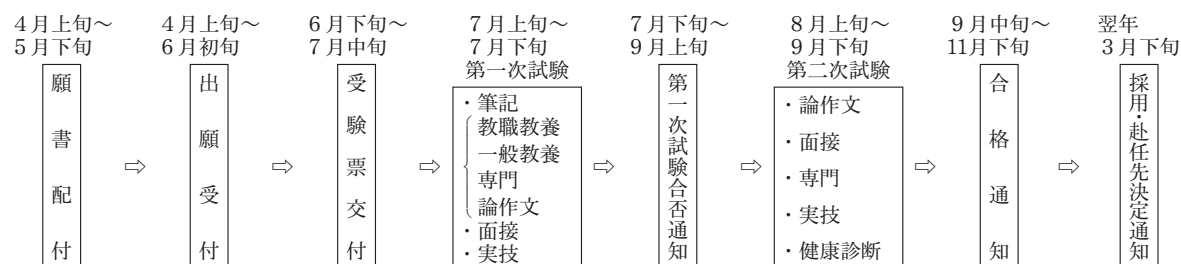 4月上旬〜
5月下旬
願書配付
⇨
4月上旬〜
6月初旬
出願受付
⇨
6月下旬〜
7月中旬
受験票交付
⇨
7月上旬〜
7月下旬
第一次試験
・筆記
教職教養
一般教養
専門
論作文
・面接
・実技
⇨
7月下旬〜
9月上旬
第一次試験合否通知
⇨
8月上旬〜
9月下旬
第二次試験
・論作文
・面接
・専門
・実技
・健康診断
⇨
9月中旬〜
11月下旬
合格通知
⇨
翌年
3月下旬
採用・赴任先決定通知